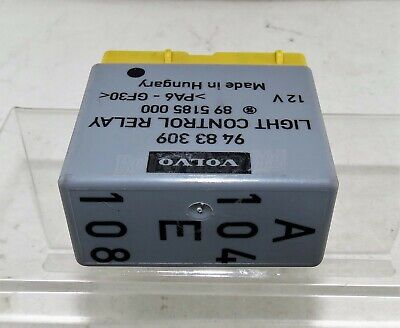 VOLVO
94 83 309
LIGHT CONTROL RELAY
89 5185 000
12 V
>PA6 - GF30<
Made in Hungary
A
104
E
108